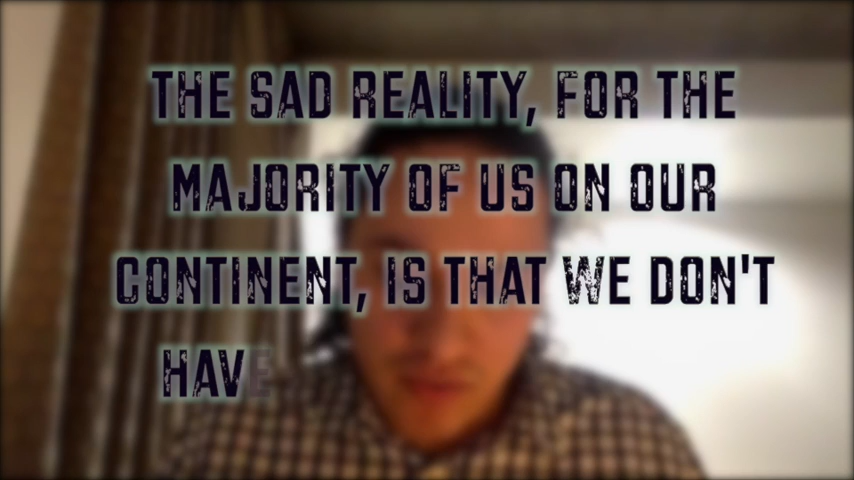 THE SAD REALITY, FOR THE
MAJORITY OF US ON OUR
CONTINENT, IS THAT WE DON'T
HAVE